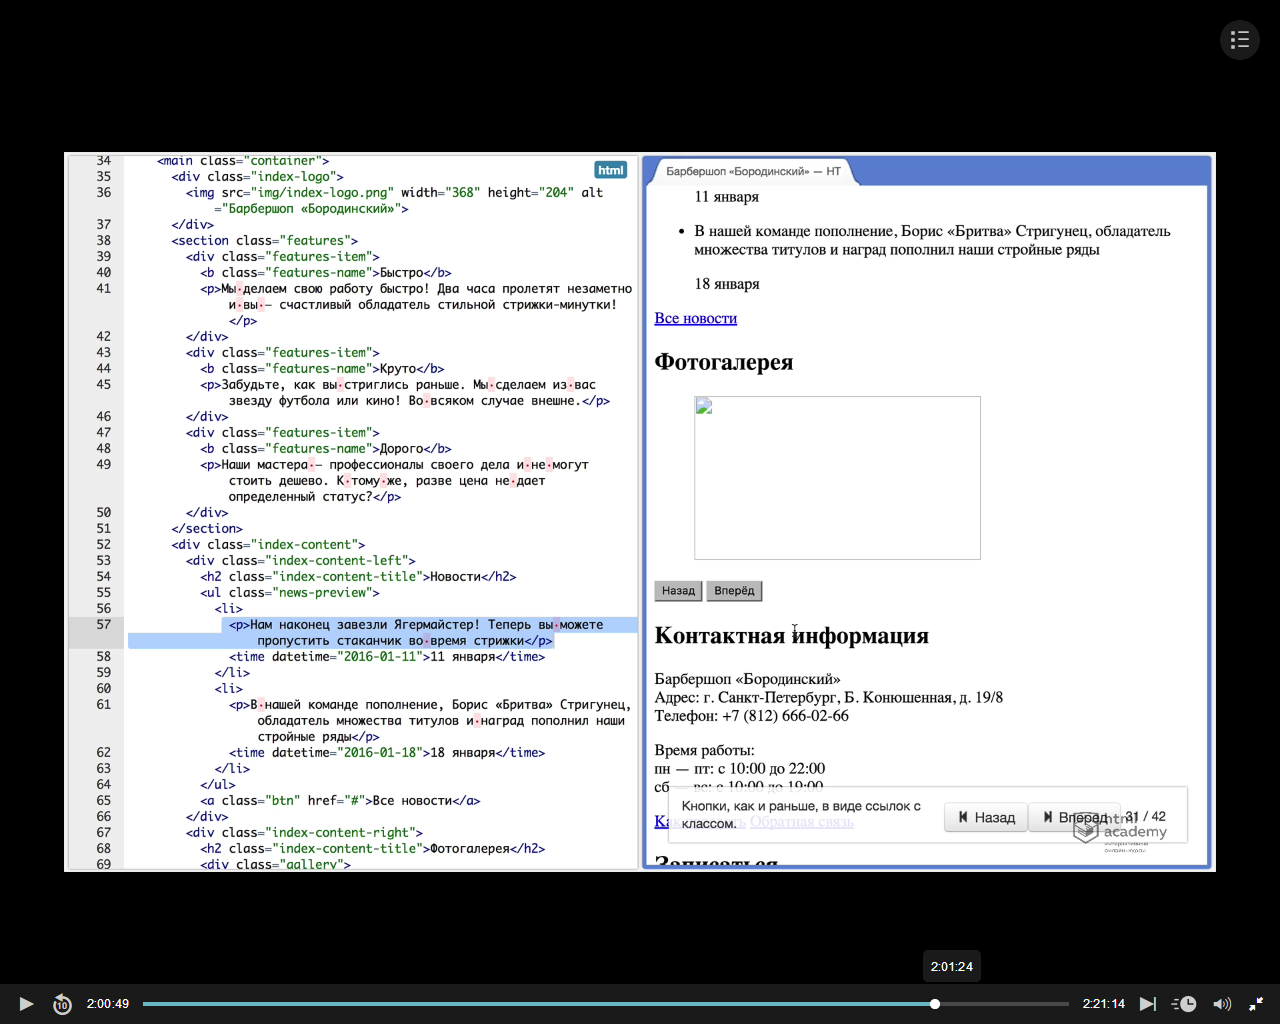 34 <main class="container">
html
35 <div class="index-logo">
36 <img src="img/index-logo.png" width="368" height="204" alt
="Барбершоп «Бородинский»">
37 </div>
38 <section class="features">
39 <div class="features-item">
40 <b class="features-name">Быстро</b>
41 <p>Мы•делаем свою работу быстро! Два часа пролетят незаметно
и•вы•— счастливый обладатель стильной стрижки-минутки!
</p>
42 </div>
43 <div class="features-item">
44 <b class="features-name">Круто</b>
45 <p>Забудьте, как вы•стриглись раньше. Мы•сделаем из•вас
звезду футбола или кино! Во•всяком случае внешне.</p>
46 </div>
47 <div class="features-item">
48 <b class="features-name">Дорого</b>
49 <p>Наши мастера•— профессионалы своего дела и•не•могут
стоить дешево. К•тому•же, разве цена не•дает
определенный статус?</p>
50 </div>
51 </section>
52 <div class="index-content">
53 <div class="index-content-left">
54 <h2 class="index-content-title">Новости</h2>
55 <ul class="news-preview">
56 <li>
57 <p>Нам наконец завезли Ягермайстер! Теперь вы•можете
пропустить стаканчик во•время стрижки</p>
58 <time datetime="2016-01-11">11 января</time>
59 </li>
60 <li>
61 <p>В•нашей команде пополнение, Борис «Бритва» Стригунец,
обладатель множества титулов и•наград пополнил наши
стройные ряды</p>
62 <time datetime="2016-01-18">18 января</time>
63 </li>
64 </ul>
65 <a class="btn" href="#">Все новости</a>
66 </div>
67 <div class="index-content-right">
68 <h2 class="index-content-title">Фотогалерея</h2>
69 <div class="gallery">
Барбершоп «Бородинский» — HT
11 января
• В нашей команде пополнение, Борис «Бритва» Стригунец, обладатель
множества титулов и наград пополнил наши стройные ряды
18 января
Все новости
Фотогалерея
Назад Вперёд
Контактная информация
Барбершоп «Бородинский»
Адрес: г. Санкт-Петербург, Б. Конюшенная, д. 19/8
Телефон: +7 (812) 666-02-66
Время работы:
пн — пт: с 10:00 до 22:00
сб — вс: с 10:00 до 19:00
Кнопки, как и раньше, в виде ссылок с
классом.
Назад Вперёд 31 / 42
Обратная связь
html
academy
Записаться
2:01:24
10 2:00:49 2:21:14